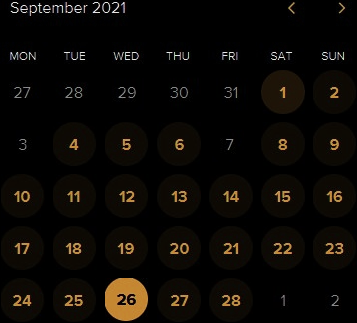 September 2021
MON TUE WED THU FRI SAT SUN
27 28 29 30 31 1 2
3 4 5 6 7 8 9
10 11 12 13 14 15 16
17 18 19 20 21 22 23
24 25 26 27 28 1 2